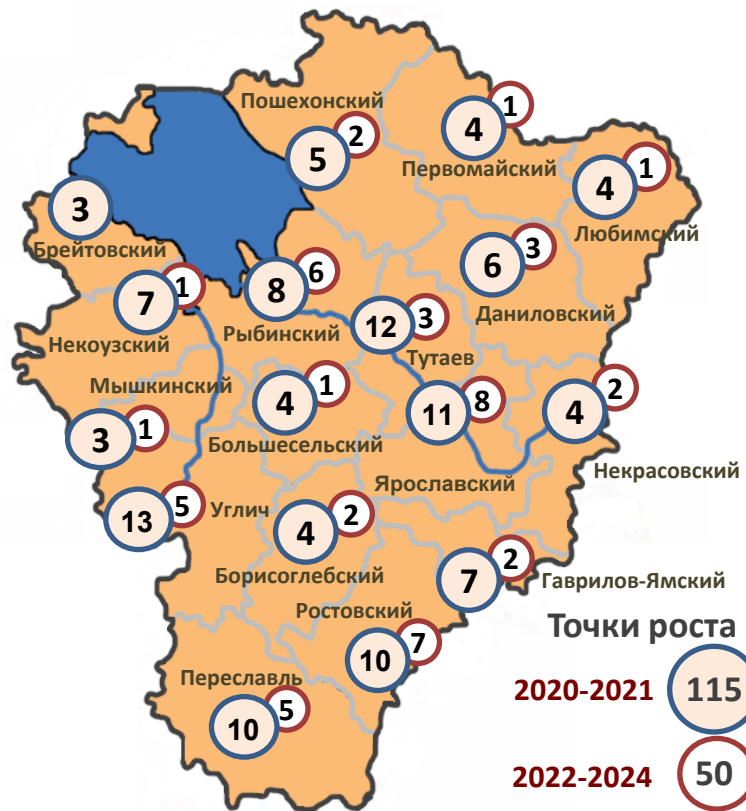 Пошехонский
5
2
4
1
Первомайский
4
1
Любимский
3
Брейтовский
6
3
Даниловский
7
1
Некоузский
8
6
Рыбинский
12
3
Тутаев
Мышкинский
3
1
4
1
Большесельский
11
8
Ярославский
4
2
Некрасовский
13
5
Углич
4
2
Борисоглебский
7
2
Гаврилов-Ямский
Ростовский
10
7
Переславль
10
5
Точки роста
2020-2021 115
2022-2024 50